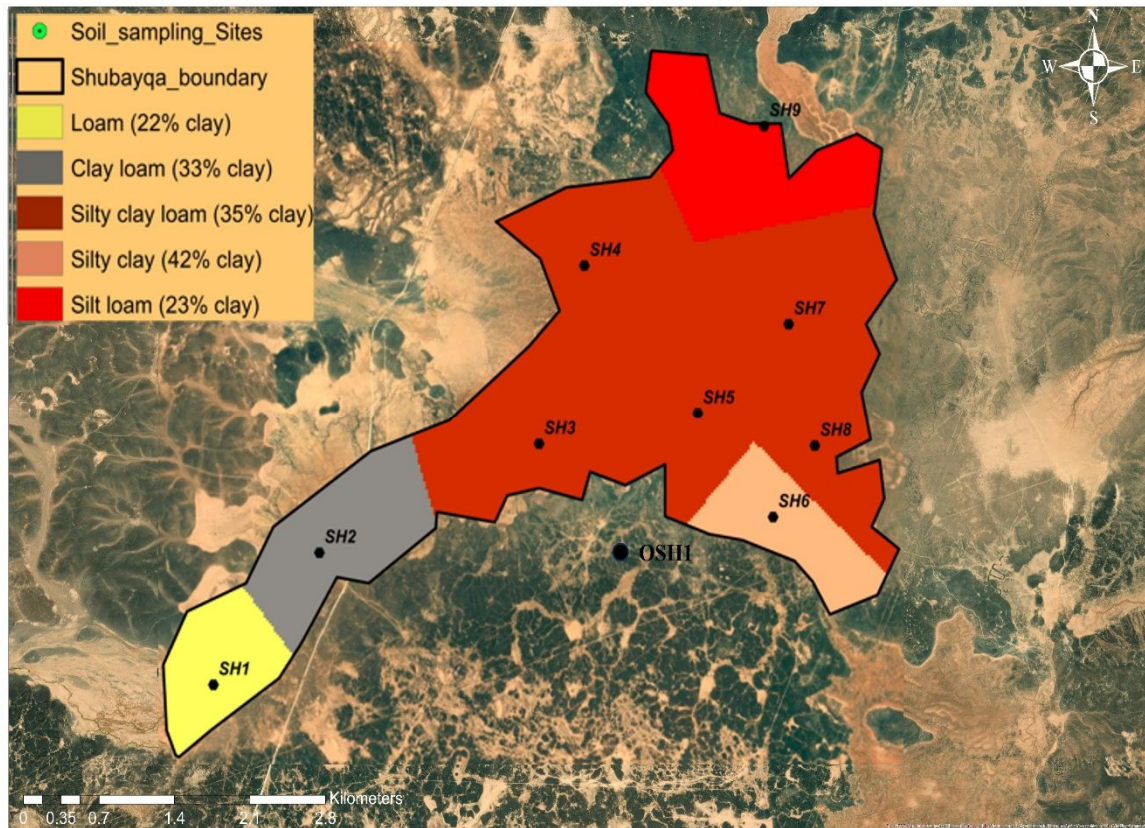 Soil_sampling_Sites
Shubayqa_boundary
Loam (22% clay)
Clay loam (33% clay)
Silty clay loam (35% clay)
Silty clay (42% clay)
Silt loam (23% clay)
N
W E
S
SH9
SH4
SH7
SH5
SH3
SH8
SH6
SH2
OSH1
SH1
Kilometers
0 0.35 0.7 1.4 2.1 2.8